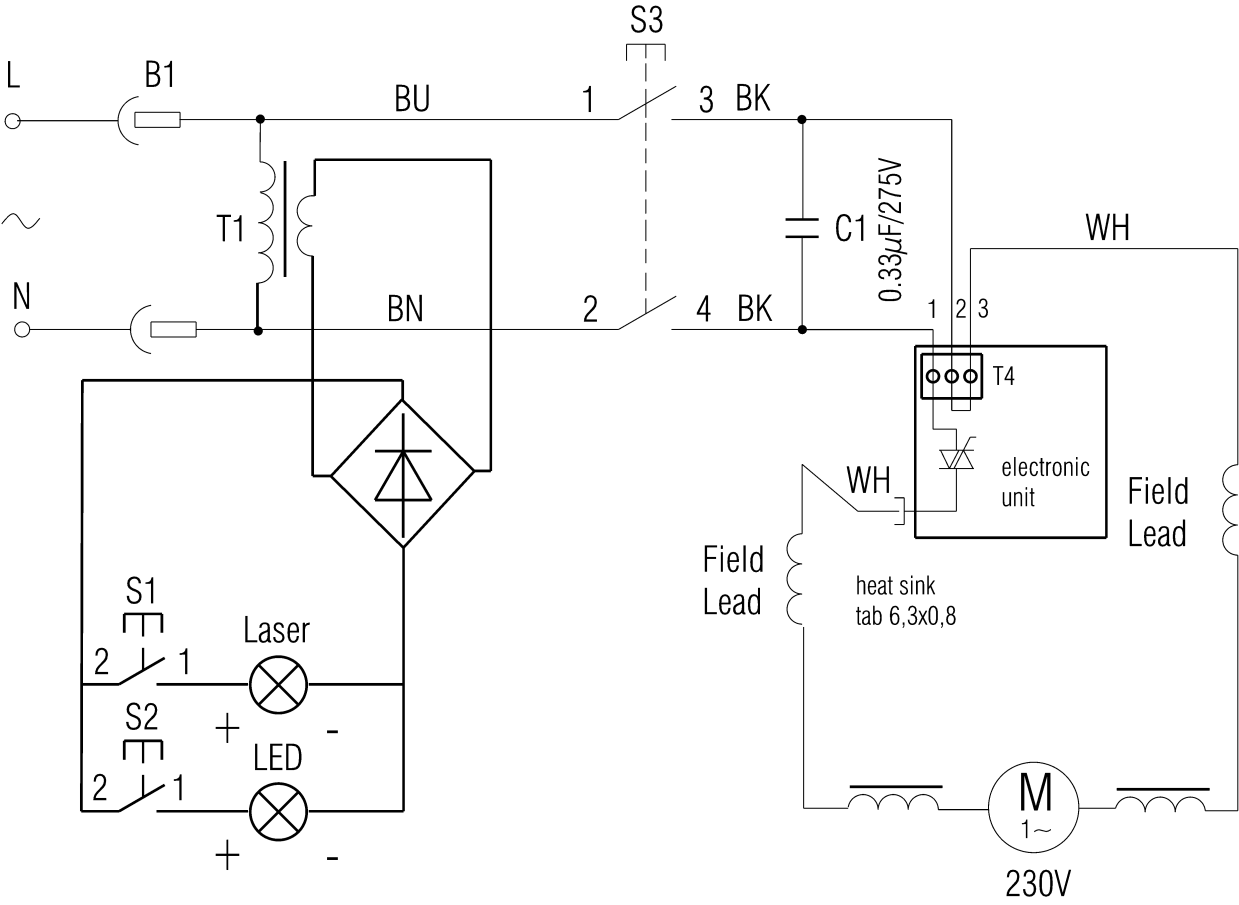 S3
L
B1
BU
1
3
BK
T1
C1
0.33µF/275V
WH
N
BN
2
4
BK
1
2
3
T4
electronic
unit
WH
Field
Lead
Field
Lead
heat sink
tab 6,3x0,8
S1
2
1
Laser
+
-
S2
2
1
LED
+
-
M
1~
230V